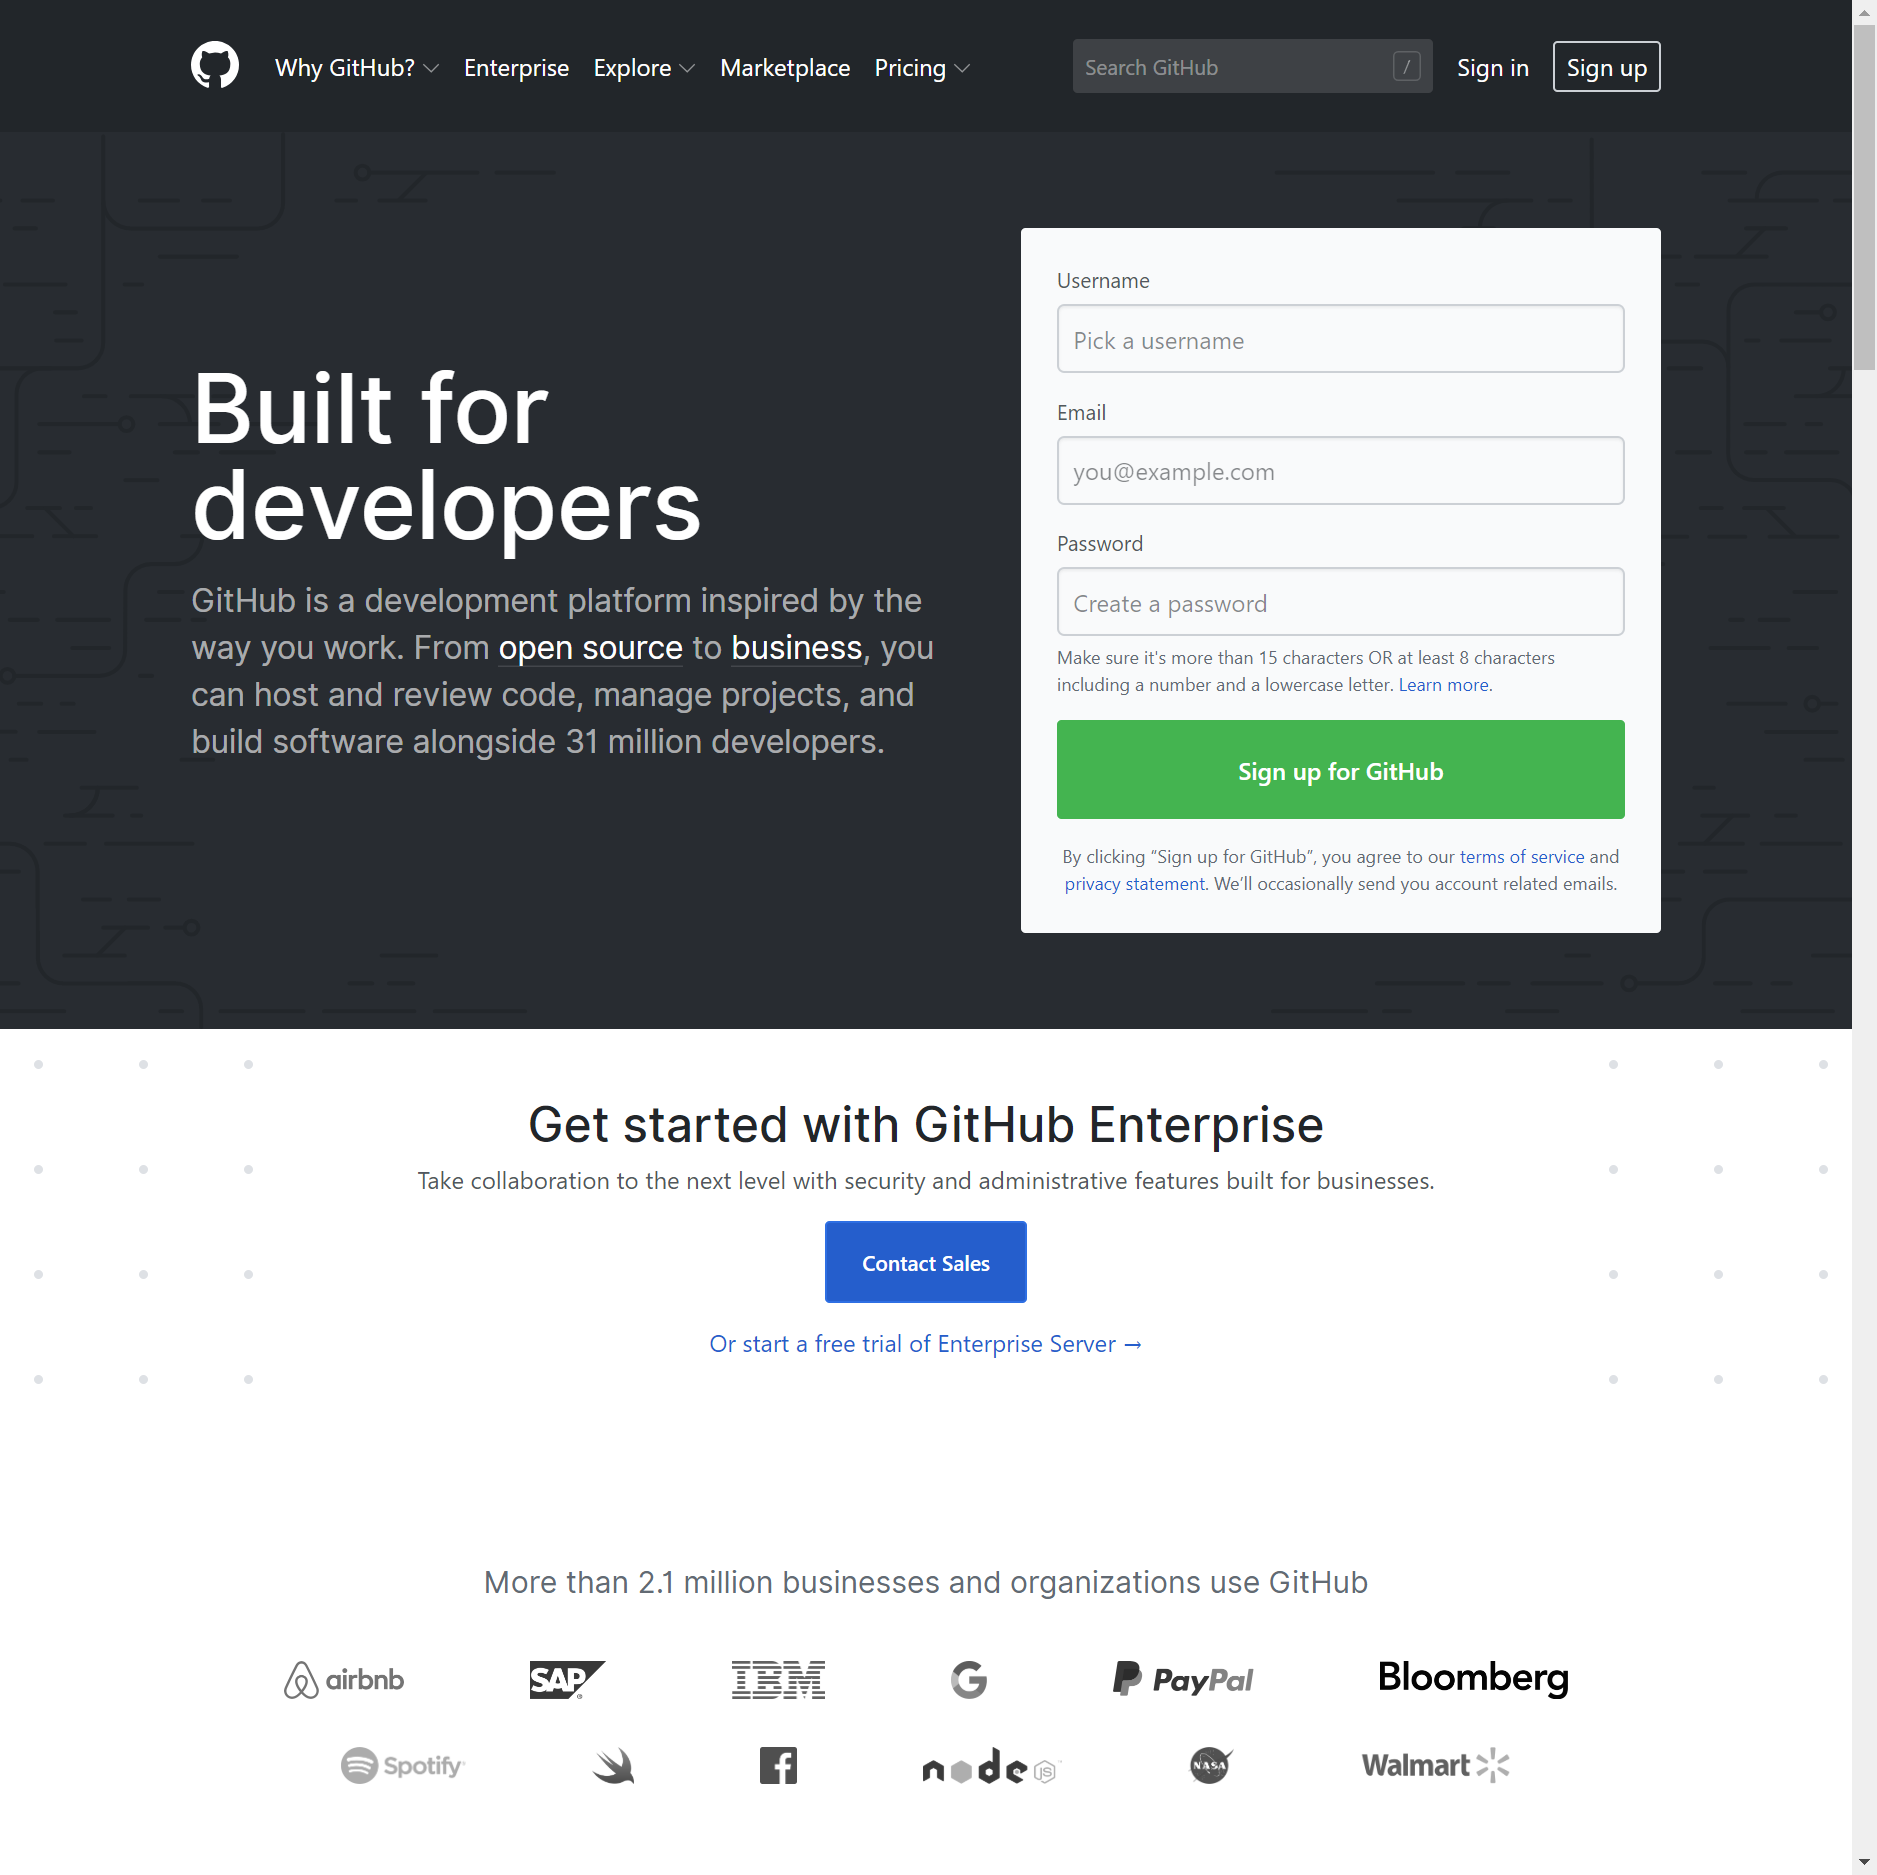 Why GitHub? Enterprise Explore Marketplace Pricing Search GitHub / Sign in Sign up
Built for
developers
GitHub is a development platform inspired by the
way you work. From open source to business, you
can host and review code, manage projects, and
build software alongside 31 million developers.
Username
Pick a username
Email
you@example.com
Password
Create a password
Make sure it's more than 15 characters OR at least 8 characters
including a number and a lowercase letter. Learn more.
Sign up for GitHub
By clicking “Sign up for GitHub”, you agree to our terms of service and
privacy statement. We’ll occasionally send you account related emails.
Get started with GitHub Enterprise
Take collaboration to the next level with security and administrative features built for businesses.
Contact Sales
Or start a free trial of Enterprise Server →
More than 2.1 million businesses and organizations use GitHub
airbnb SAP® IBM G PayPal Bloomberg
Spotify f node JS NASA Walmart